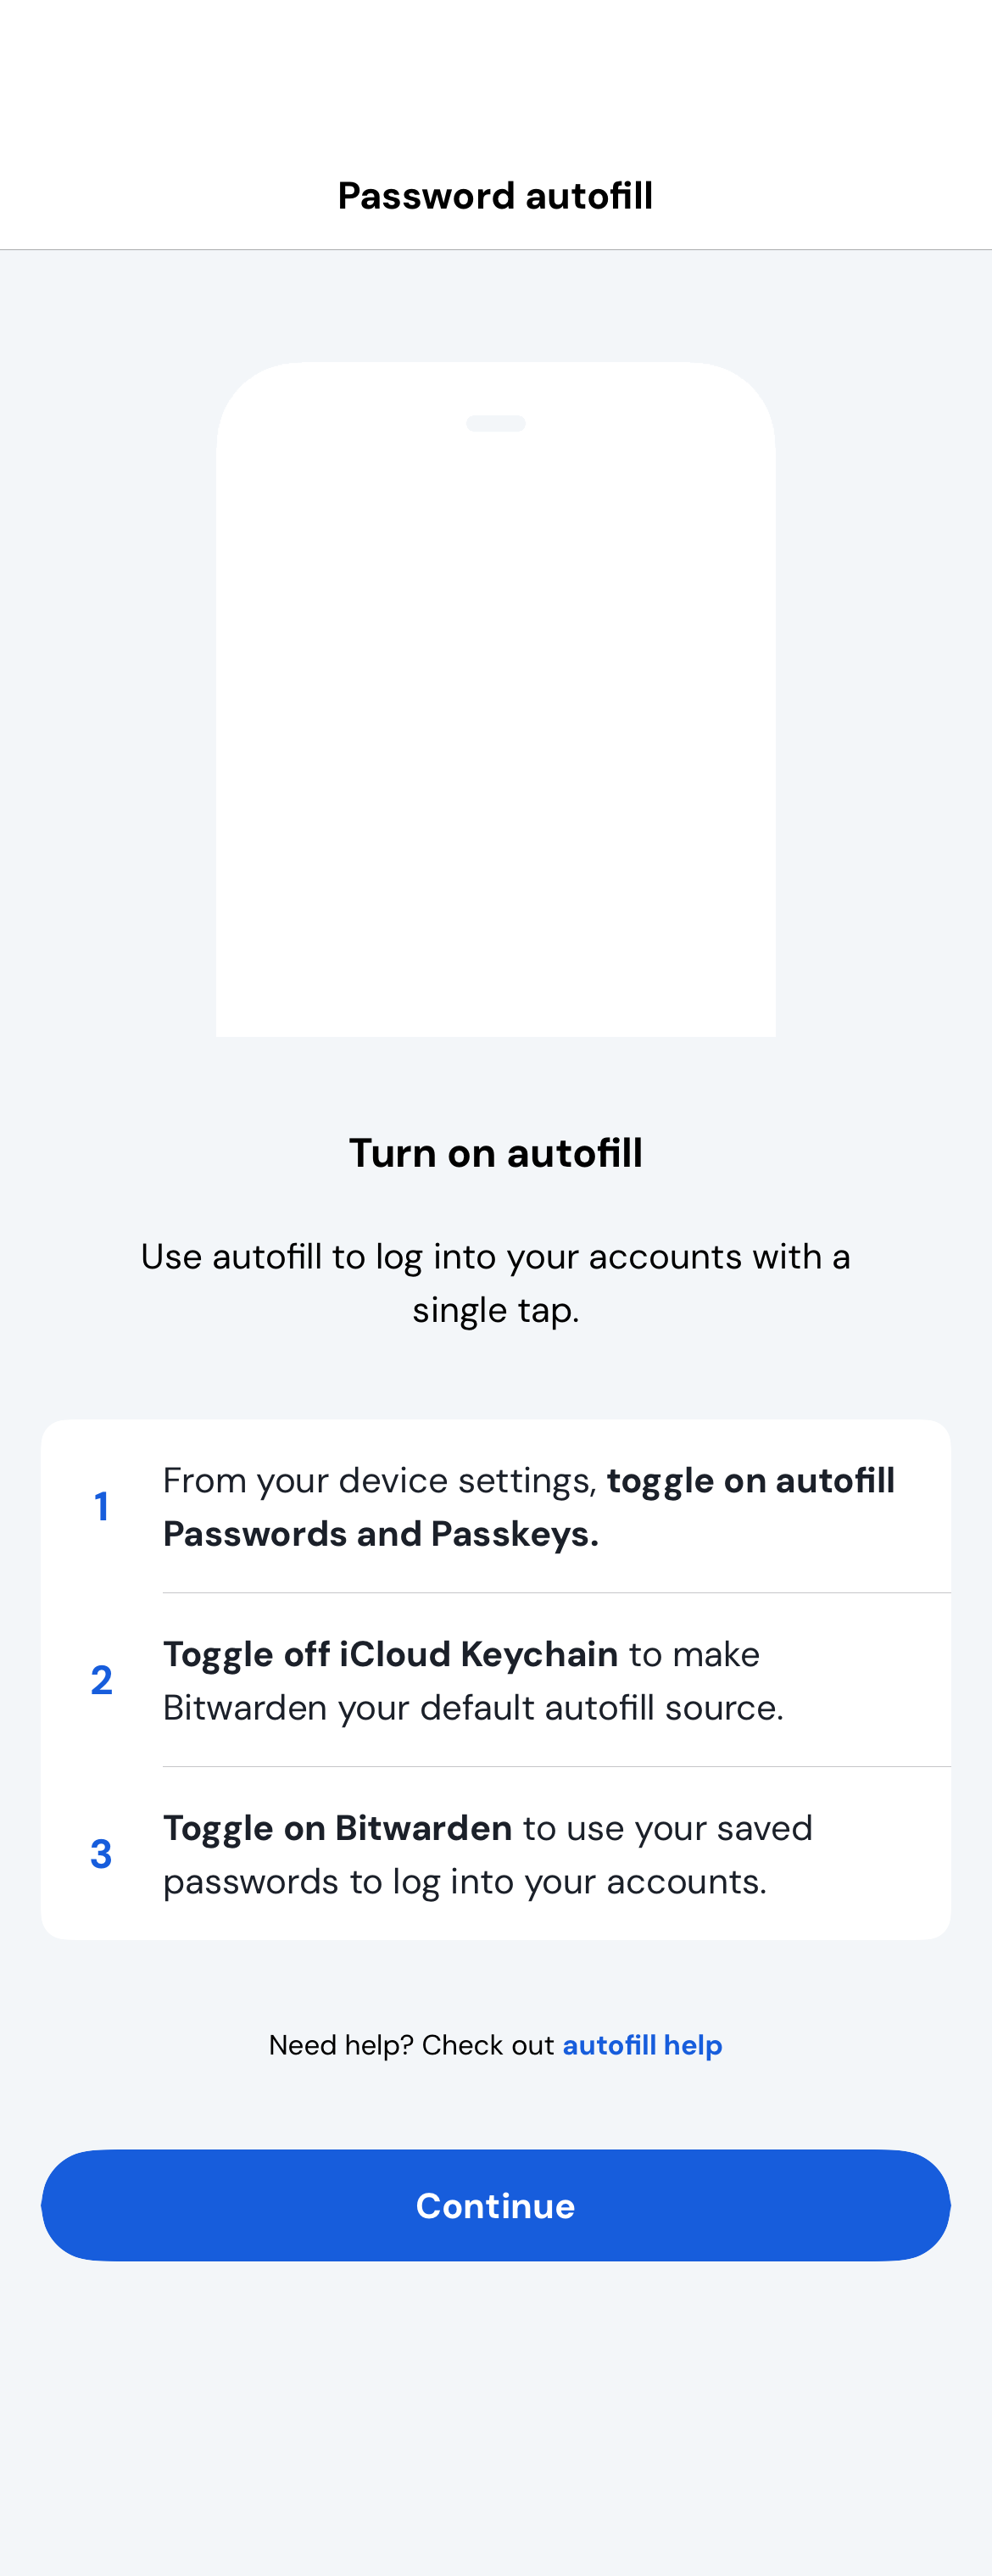 Password autofill
Turn on autofill
Use autofill to log into your accounts with a
single tap.
1
From your device settings, toggle on autofill
Passwords and Passkeys.
2
Toggle off iCloud Keychain to make
Bitwarden your default autofill source.
3
Toggle on Bitwarden to use your saved
passwords to log into your accounts.
Need help? Check out autofill help
Continue